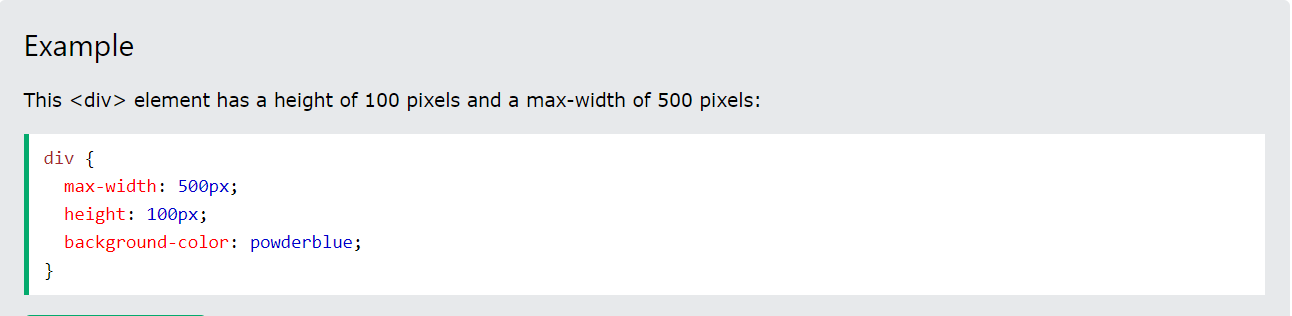 Example
This <div> element has a height of 100 pixels and a max-width of 500 pixels:
div {
  max-width: 500px;
  height: 100px;
  background-color: powderblue;
}